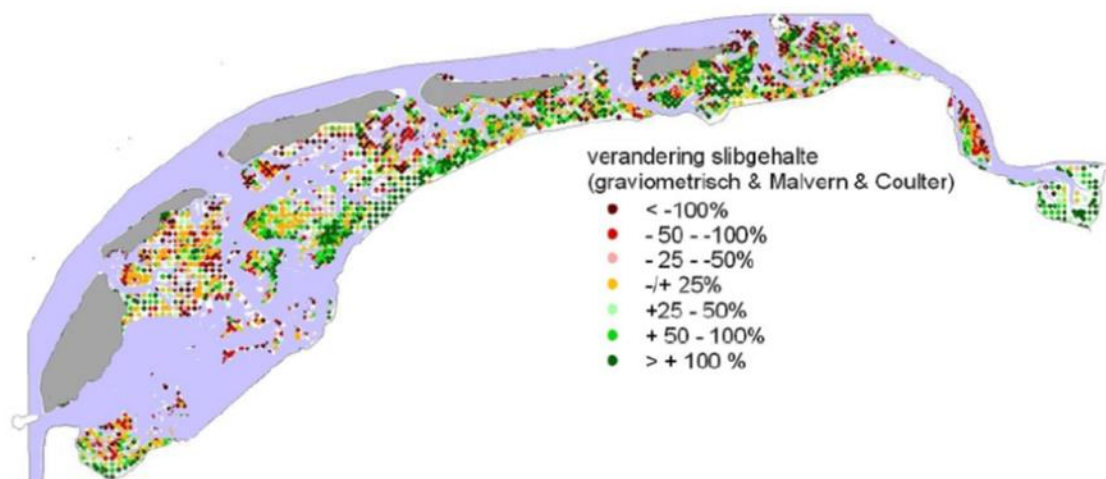 verandering slibgehalte
(graviometrisch & Malvern & Coulter)
< -100%
- 50 - -100%
- 25 - -50%
-/+ 25%
+25 - 50%
+ 50 - 100%
> + 100 %